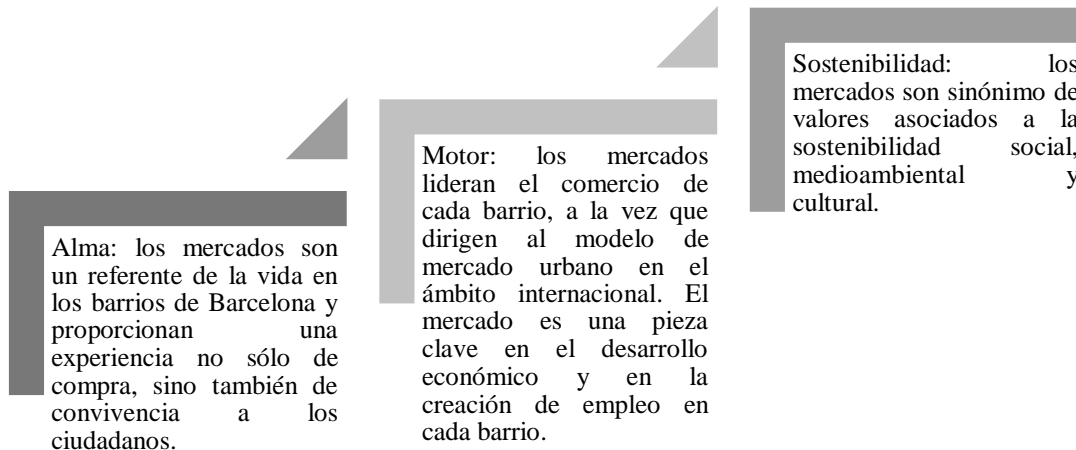 Alma: los mercados son
un referente de la vida en
los barrios de Barcelona y
proporcionan una
experiencia no sólo de
compra, sino también de
convivencia a los
ciudadanos.
Motor: los mercados
lideran el comercio de
cada barrio, a la vez que
dirigen al modelo de
mercado urbano en el
ámbito internacional. El
mercado es una pieza
clave en el desarrollo
económico y en la
creación de empleo en
cada barrio.
Sostenibilidad: los
mercados son sinónimo de
valores asociados a la
sostenibilidad social,
medioambiental y
cultural.